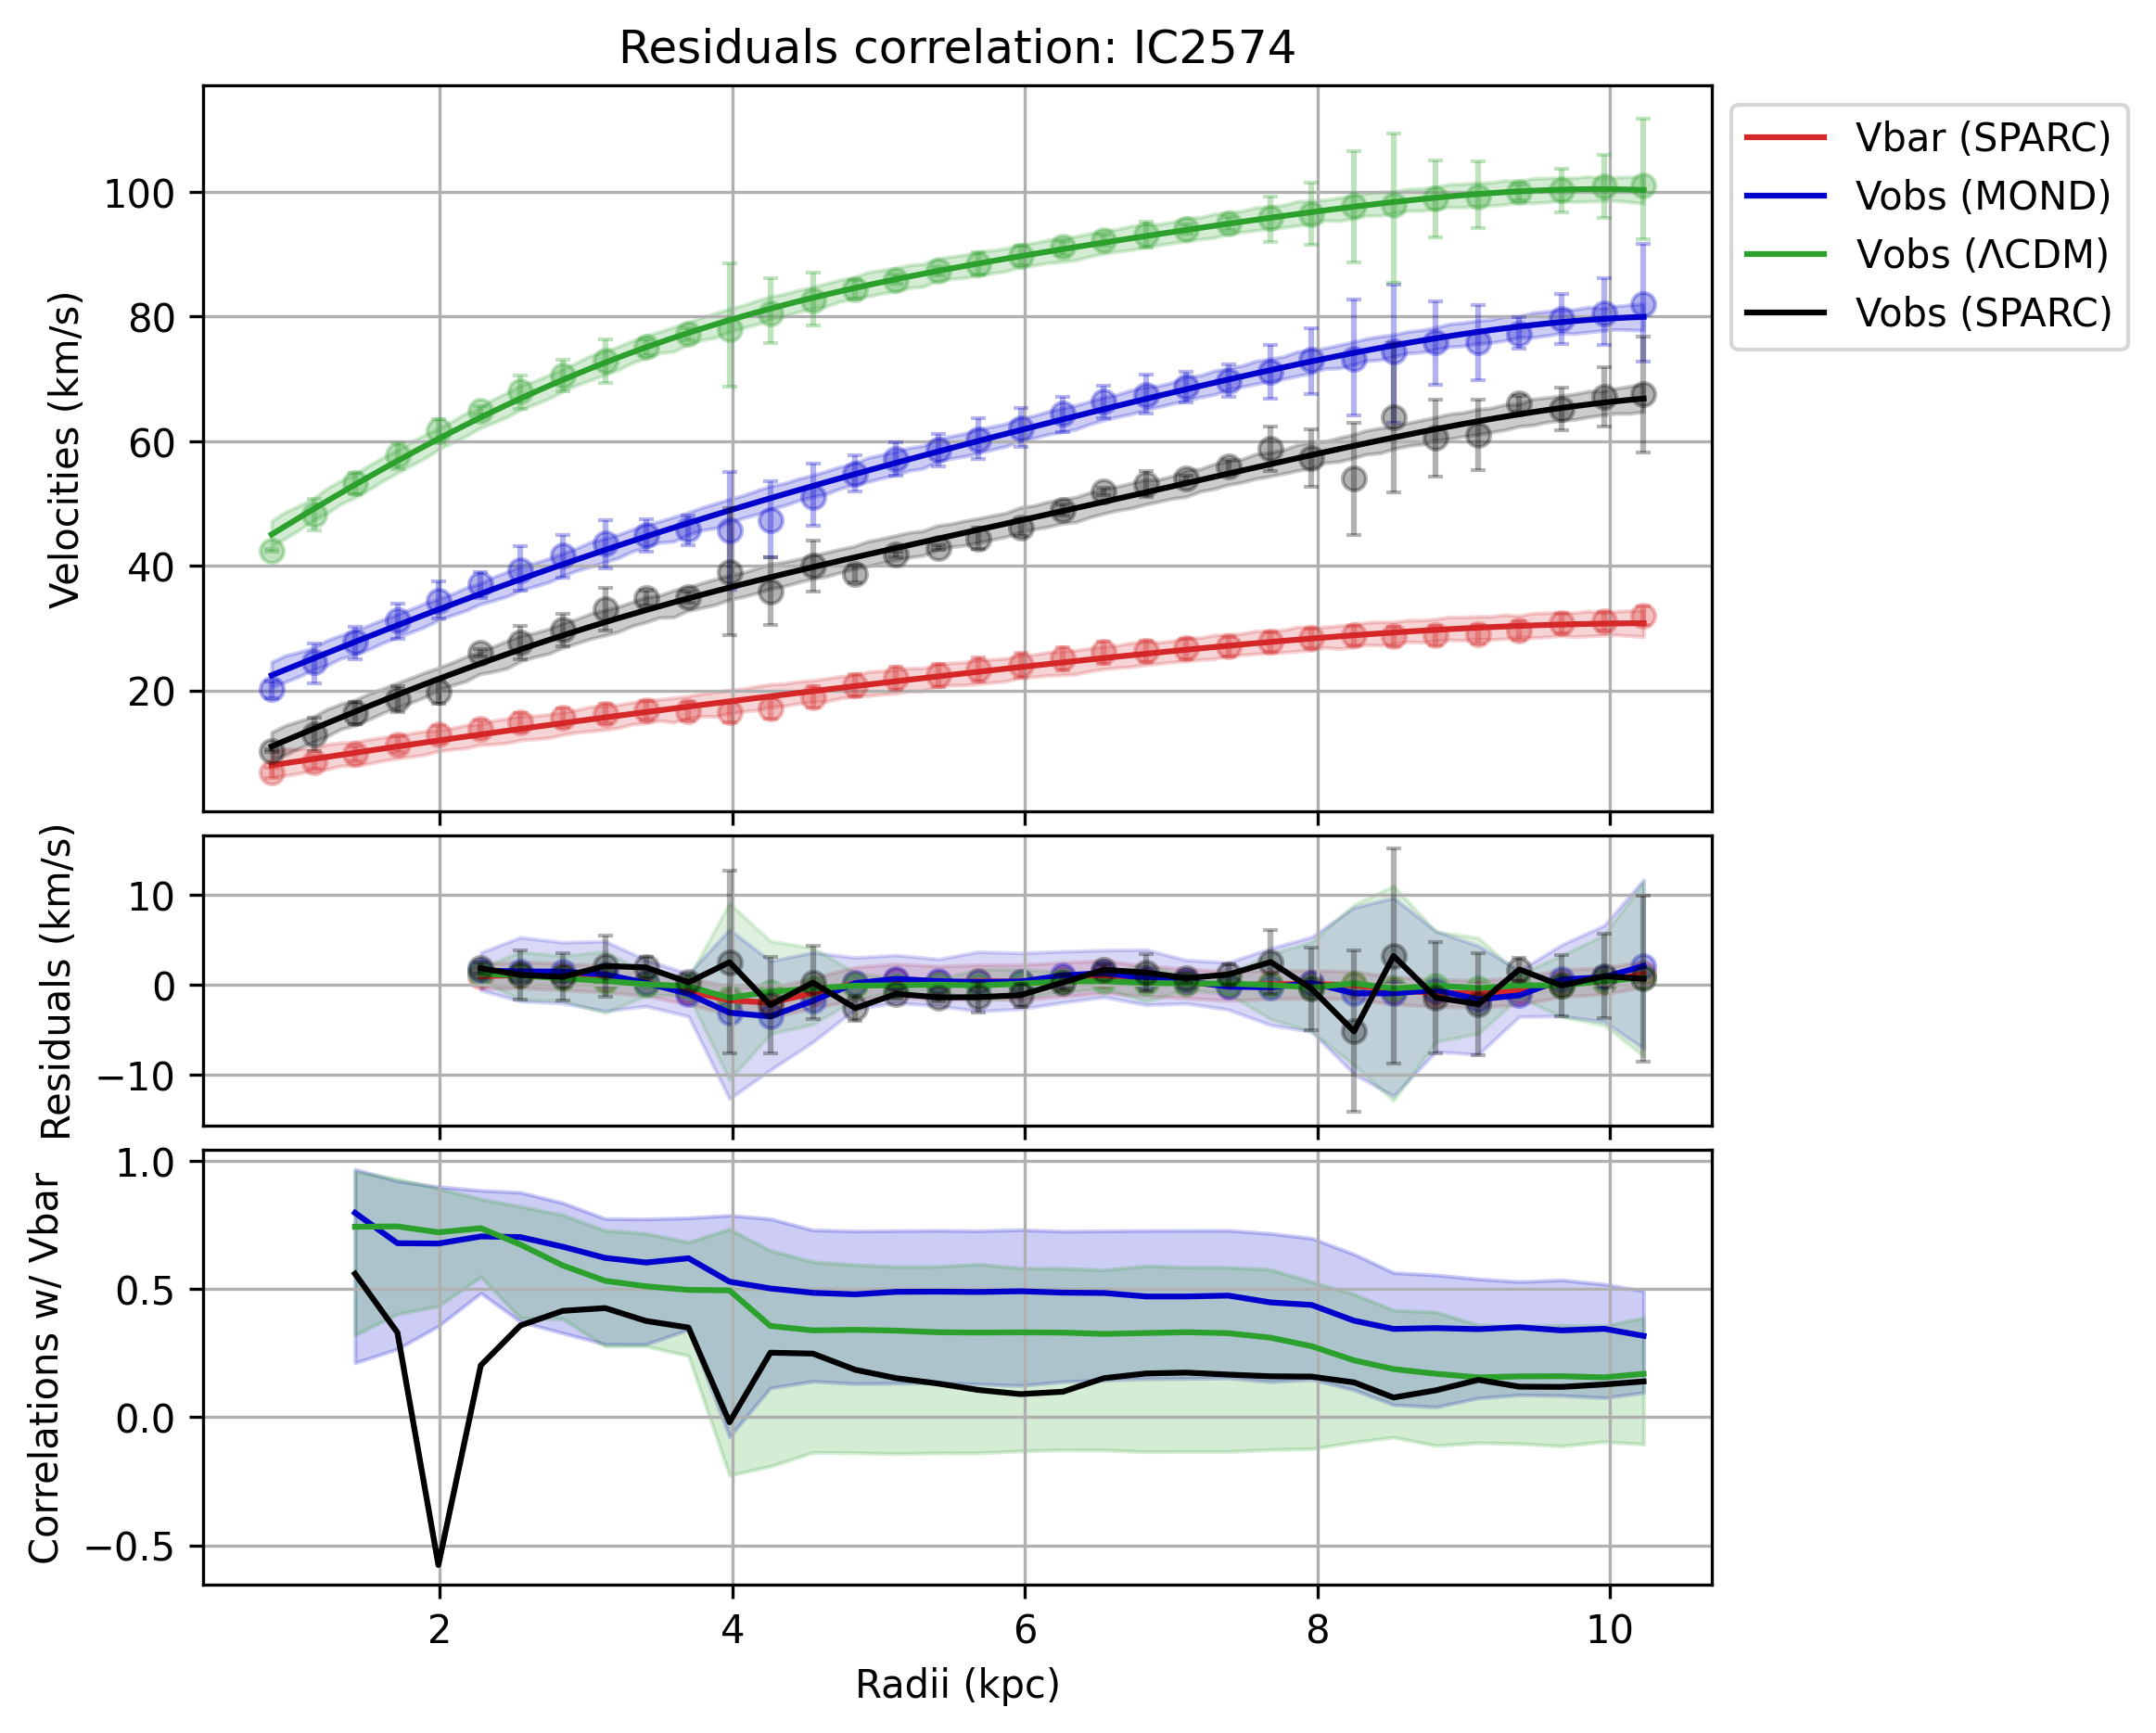 Residuals correlation: IC2574
Velocities (km/s)
100
80
60
40
20
Vbar (SPARC)
Vobs (MOND)
Vobs (ΛCDM)
Vobs (SPARC)
Residuals (km/s)
10
0
−10
Correlations w/ Vbar
1.0
0.5
0.0
−0.5
2 4 6 8 10
Radii (kpc)